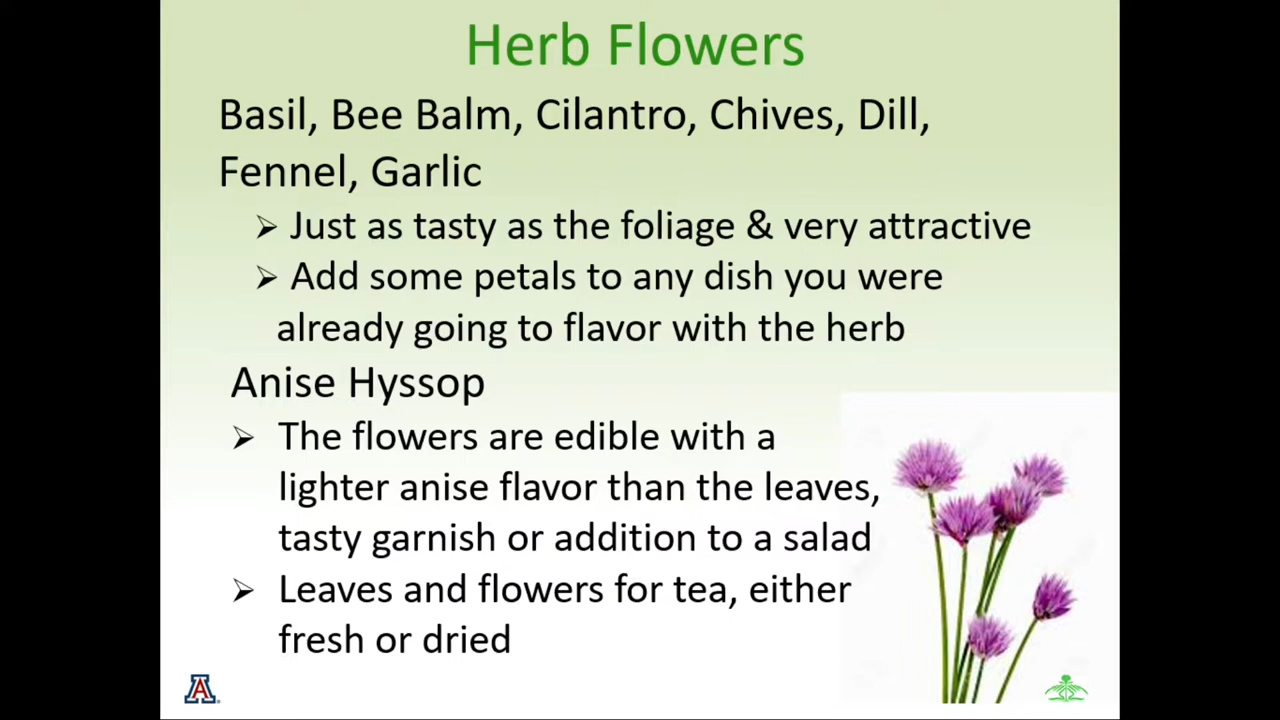 Herb Flowers
Basil, Bee Balm, Cilantro, Chives, Dill,
Fennel, Garlic
➢ Just as tasty as the foliage & very attractive
➢ Add some petals to any dish you were
already going to flavor with the herb
Anise Hyssop
➢ The flowers are edible with a
lighter anise flavor than the leaves,
tasty garnish or addition to a salad
➢ Leaves and flowers for tea, either
fresh or dried
A